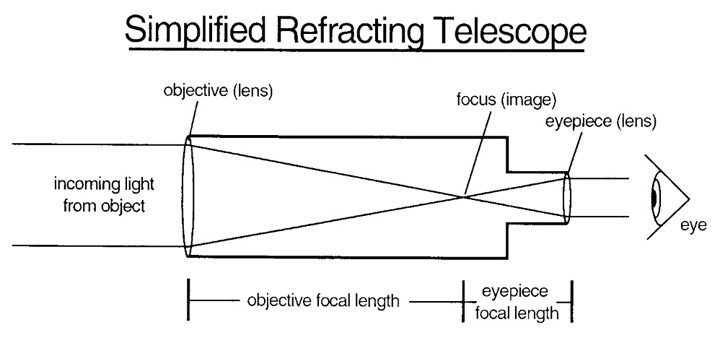 Simplified Refracting Telescope
objective (lens)
focus (image)
eyepiece (lens)
incoming light
from object
eye
objective focal length
eyepiece
focal length